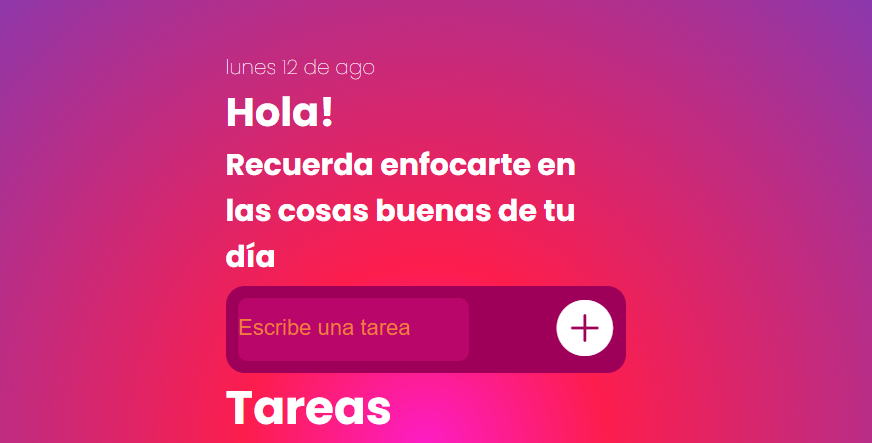 lunes 12 de ago
Hola!
Recuerda enfocarte en
las cosas buenas de tu
día
Escribe una tarea
Tareas